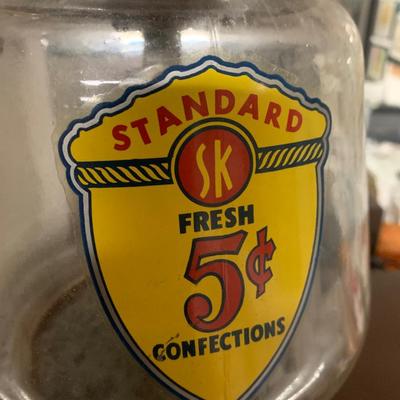 STANDARD
SK
FRESH
5¢
CONFECTIONS